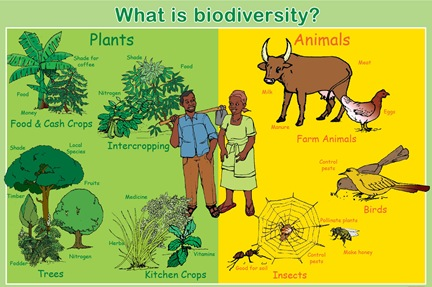 What is biodiversity?
Plants
Shade for
coffee
Food
Money
Food & Cash Crops
Food
Nitrogen
Intercropping
Shade
Local
Species
Fruits
Timber
Fodder
Nitrogen
Trees
Medicine
Herbs
Vitamins
Kitchen Crops
Animals
Meat
Milk
Eggs
Manure
Farm Animals
Control
pests
Birds
Pollinate plants
Control
pests
Make honey
Good for soil
Insects